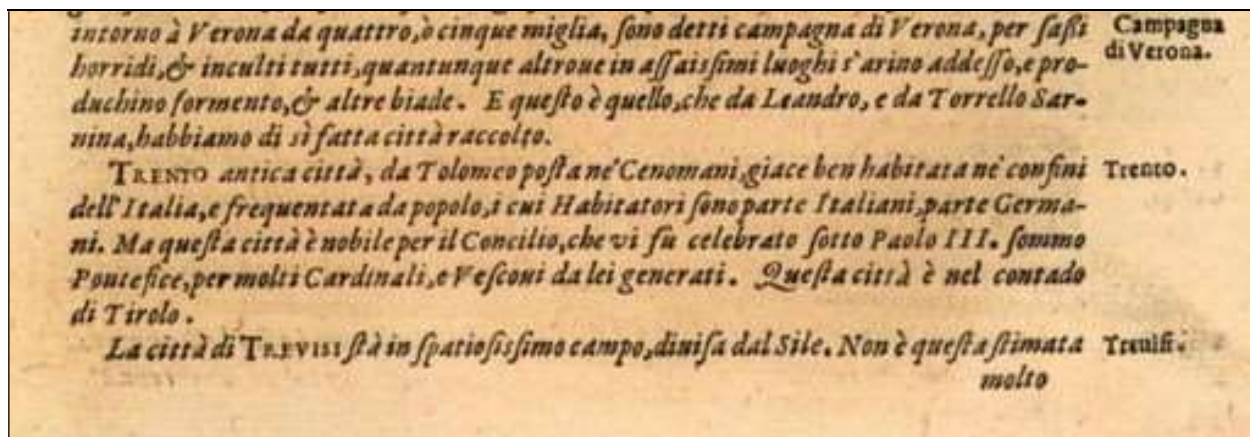 intorno à Verona da quattro, ò cinque miglia, ſono detti campagna di Verona, per ſaßi
Campagna
di Verona.
horridi, & inculti tutti, quantunque altroue in aſſaiſſimi luoghi s'arino addeſſo, e pro-
duchino formento, & altre biade. E queſto è quello, che da Leandro, e da Torrello Sar-
nina, habbiamo di sì fatta città raccolto.
TRENTO antica città, da Tolomeo poſta nè Cenomani, giace ben habitata nè confini
Trento.
dell'Italia, e frequentata da popolo, i cui Habitatori ſono parte Italiani, parte Germa-
ni. Ma queſta città è nobile per il Concilio, che vi fu celebrato ſotto Paolo III. ſommo
Pontefice, per molti Cardinali, e Veſcoui da lei generati. Queſta città è nel contado
di Tirolo.
La città di TREVISI ſtà in ſpatioſiſſimo campo, diuiſa dal Sile. Non è queſta ſtimata
Treuiſi.
molto